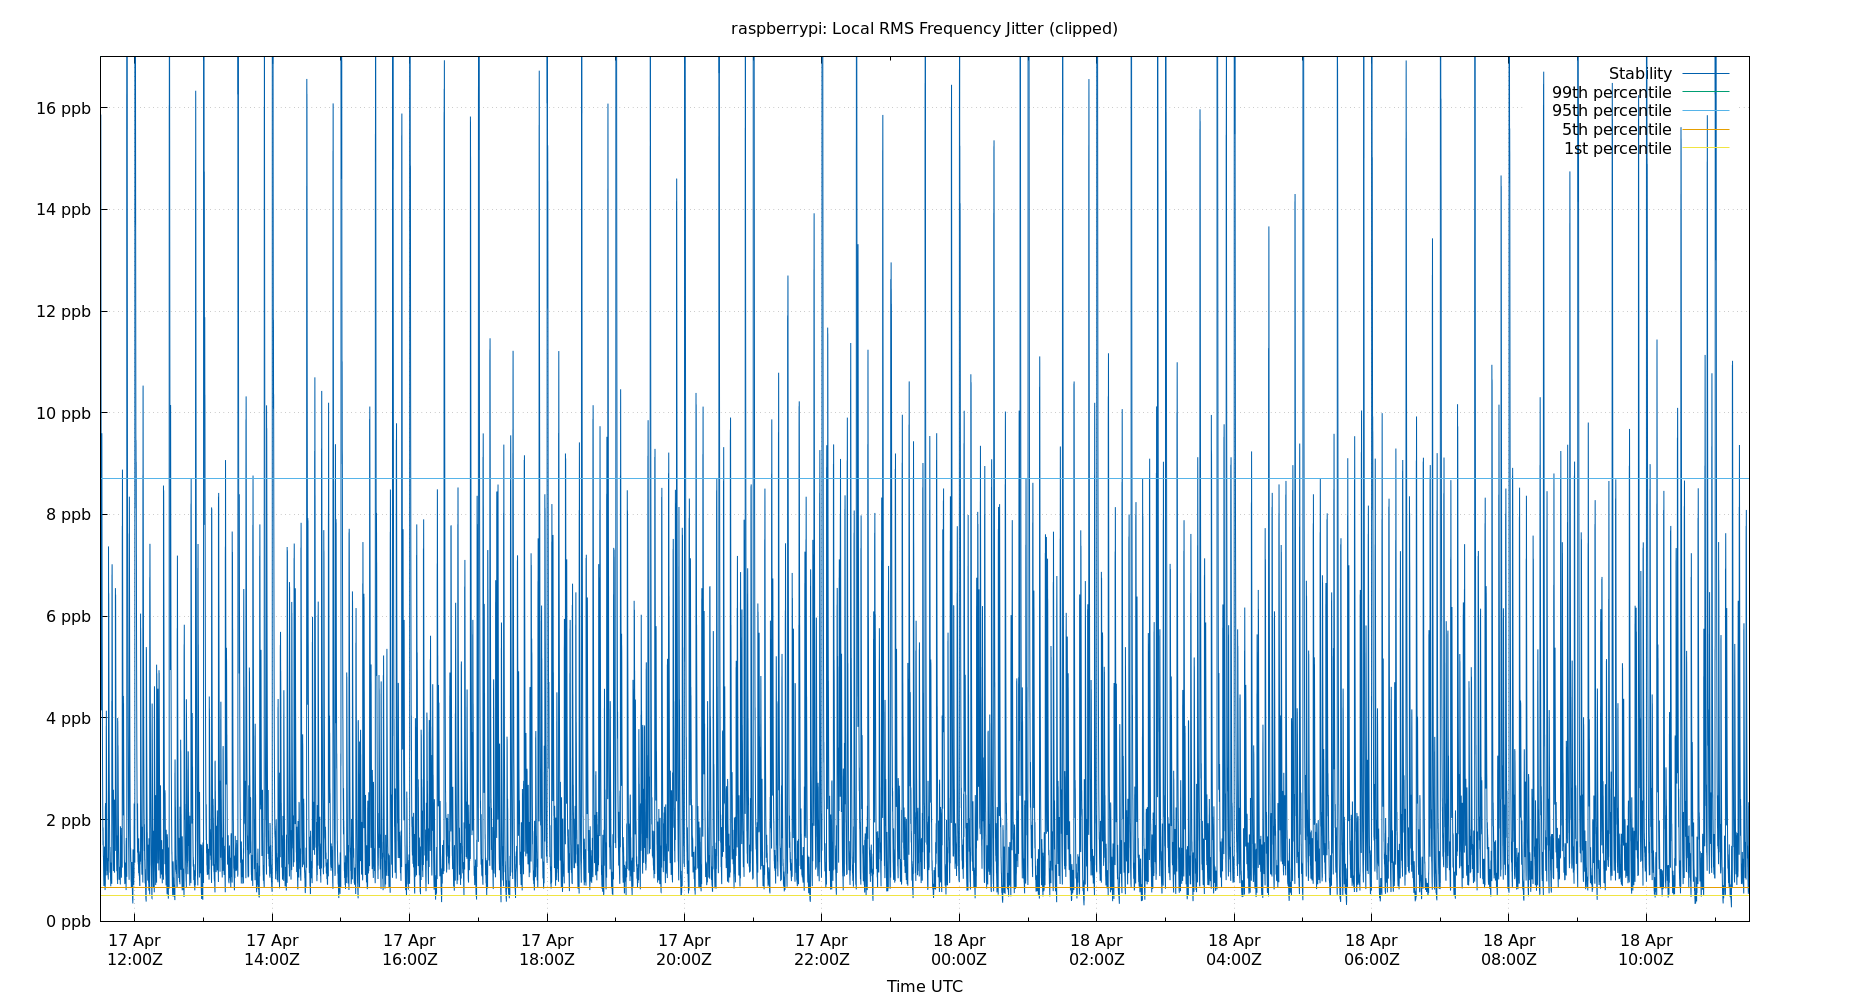 raspberrypi: Local RMS Frequency Jitter (clipped)
Stability
99th percentile
95th percentile
5th percentile
1st percentile
16 ppb
14 ppb
12 ppb
10 ppb
8 ppb
6 ppb
4 ppb
2 ppb
0 ppb
17 Apr 17 Apr 17 Apr 17 Apr 17 Apr 17 Apr 18 Apr 18 Apr 18 Apr 18 Apr 18 Apr 18 Apr
12:00Z 14:00Z 16:00Z 18:00Z 20:00Z 22:00Z 00:00Z 02:00Z 04:00Z 06:00Z 08:00Z 10:00Z
Time UTC